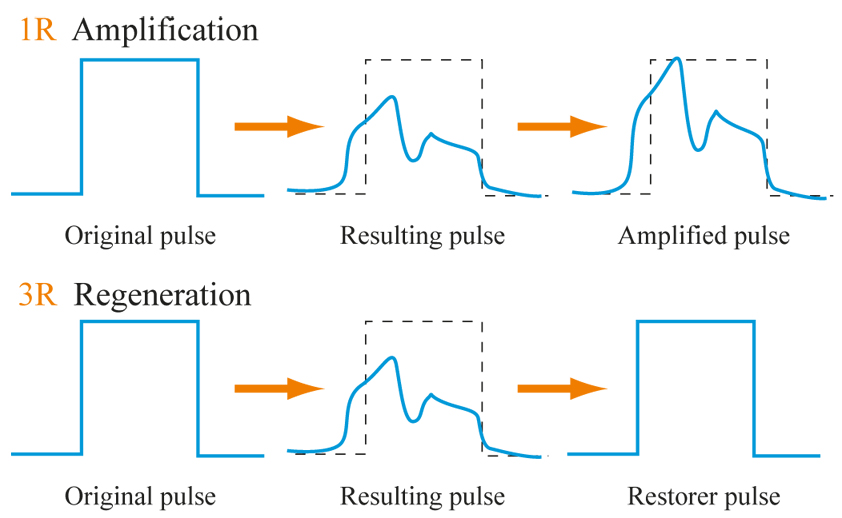 1R Amplification
Original pulse
Resulting pulse
Amplified pulse
3R Regeneration
Original pulse
Resulting pulse
Restorer pulse